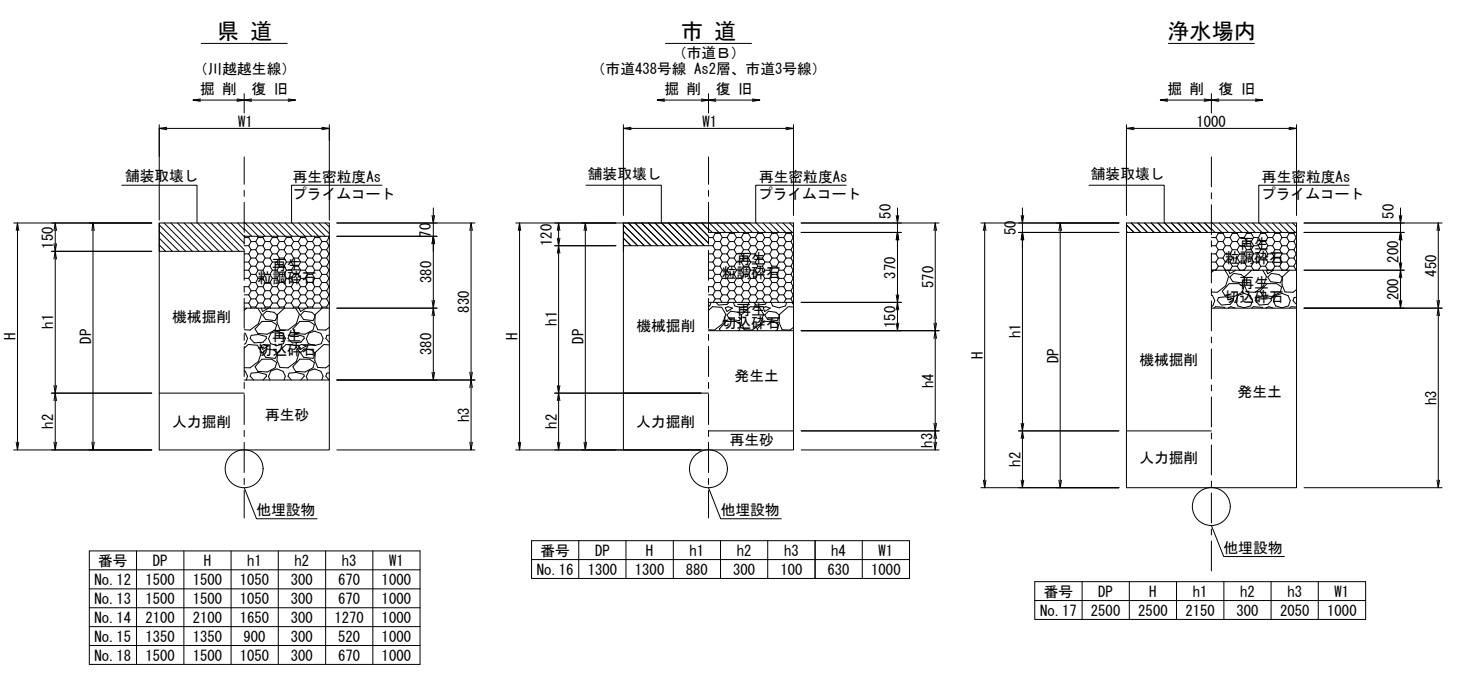 県 道
(川越越生線)
掘 削 復 旧
W1
舗装取壊し
再生密粒度As
プライムコート
150
70
380
380
830
H
h1
DP
h2
h3
再生
粒調砕石
再生
切込砕石
機械掘削
人力掘削
再生砂
他埋設物
番号 DP H h1 h2 h3 W1
No. 12 1500 1500 1050 300 670 1000
No. 13 1500 1500 1050 300 670 1000
No. 14 2100 2100 1650 300 1270 1000
No. 15 1350 1350 900 300 520 1000
No. 18 1500 1500 1050 300 670 1000
市 道
(市道B)
(市道438号線 As2層、市道3号線)
掘 削 復 旧
W1
舗装取壊し
再生密粒度As
プライムコート
120
50
370
150
570
H
h1
DP
h2
h4
h3
再生
粒調砕石
再生
切込砕石
機械掘削
発生土
人力掘削
再生砂
他埋設物
番号 DP H h1 h2 h3 h4 W1
No. 16 1300 1300 880 300 100 630 1000
浄水場内
掘 削 復 旧
1000
舗装取壊し
再生密粒度As
プライムコート
50
50
200
200
450
H
h1
DP
h2
h3
再生
粒調砕石
再生
切込砕石
機械掘削
発生土
人力掘削
他埋設物
番号 DP H h1 h2 h3 W1
No. 17 2500 2500 2150 300 2050 1000